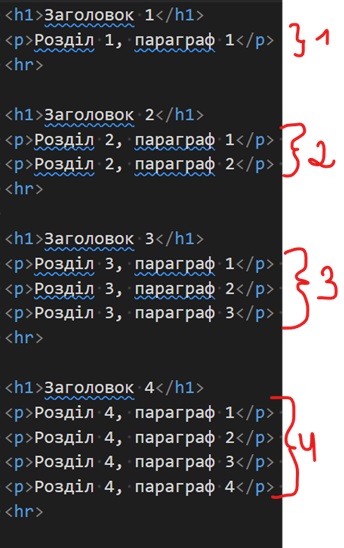 <h1>Заголовок 1</h1>
<p>Розділ 1, параграф 1</p> 1
<hr>
<h1>Заголовок 2</h1>
<p>Розділ 2, параграф 1</p>
<p>Розділ 2, параграф 2</p> 2
<hr>
<h1>Заголовок 3</h1>
<p>Розділ 3, параграф 1</p>
<p>Розділ 3, параграф 2</p> 3
<p>Розділ 3, параграф 3</p>
<hr>
<h1>Заголовок 4</h1>
<p>Розділ 4, параграф 1</p>
<p>Розділ 4, параграф 2</p> 4
<p>Розділ 4, параграф 3</p>
<p>Розділ 4, параграф 4</p>
<hr>